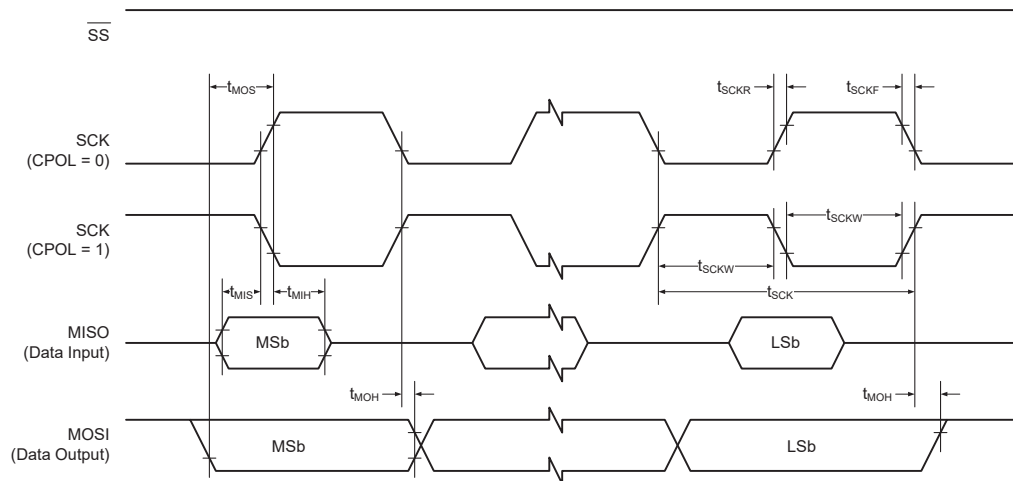 SS
tMOS
tSCKR
tSCKF
SCK
(CPOL = 0)
SCK
(CPOL = 1)
tSCKW
tSCKW
tMIS
tMIH
tSCK
MISO
(Data Input)
MSb
LSb
tMOH
tMOH
MOSI
(Data Output)
MSb
LSb